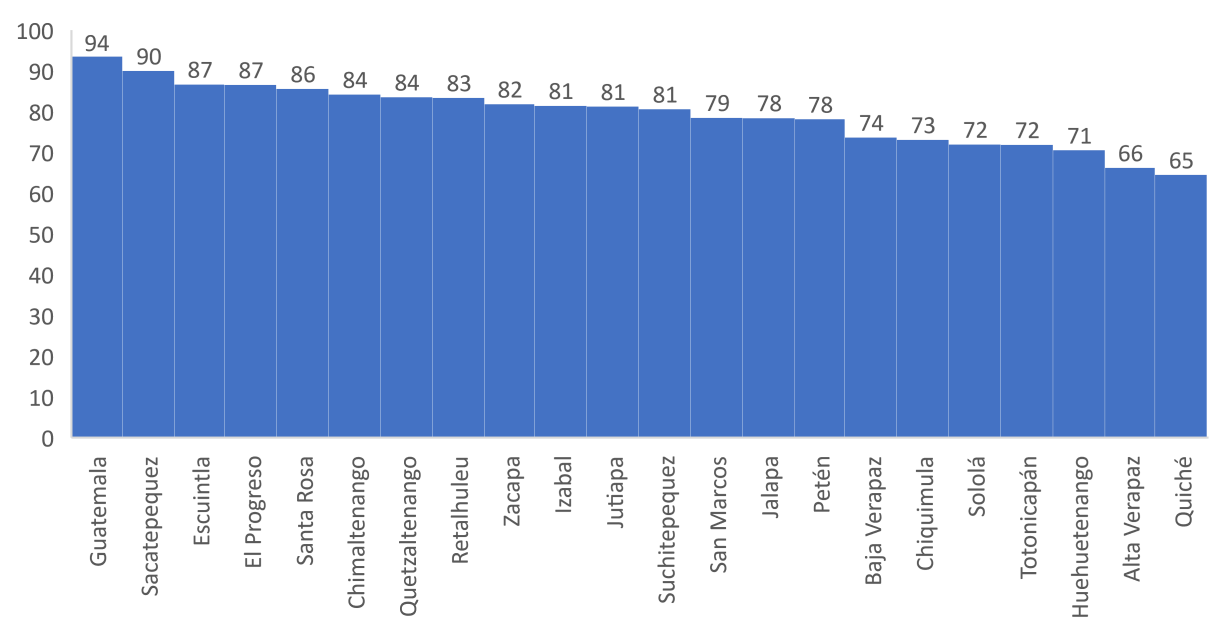 100
90
80
70
60
50
40
30
20
10
0
94 90 87 87 86 84 84 83 82 81 81 81 79 78 78 74 73 72 72 71 66 65
Guatemala
Sacatepequez
Escuintla
El Progreso
Santa Rosa
Chimaltenango
Quetzaltenango
Retalhuleu
Zacapa
Izabal
Jutiapa
Suchitepequez
San Marcos
Jalapa
Petén
Baja Verapaz
Chiquimula
Sololá
Totonicapán
Huehuetenango
Alta Verapaz
Quiché